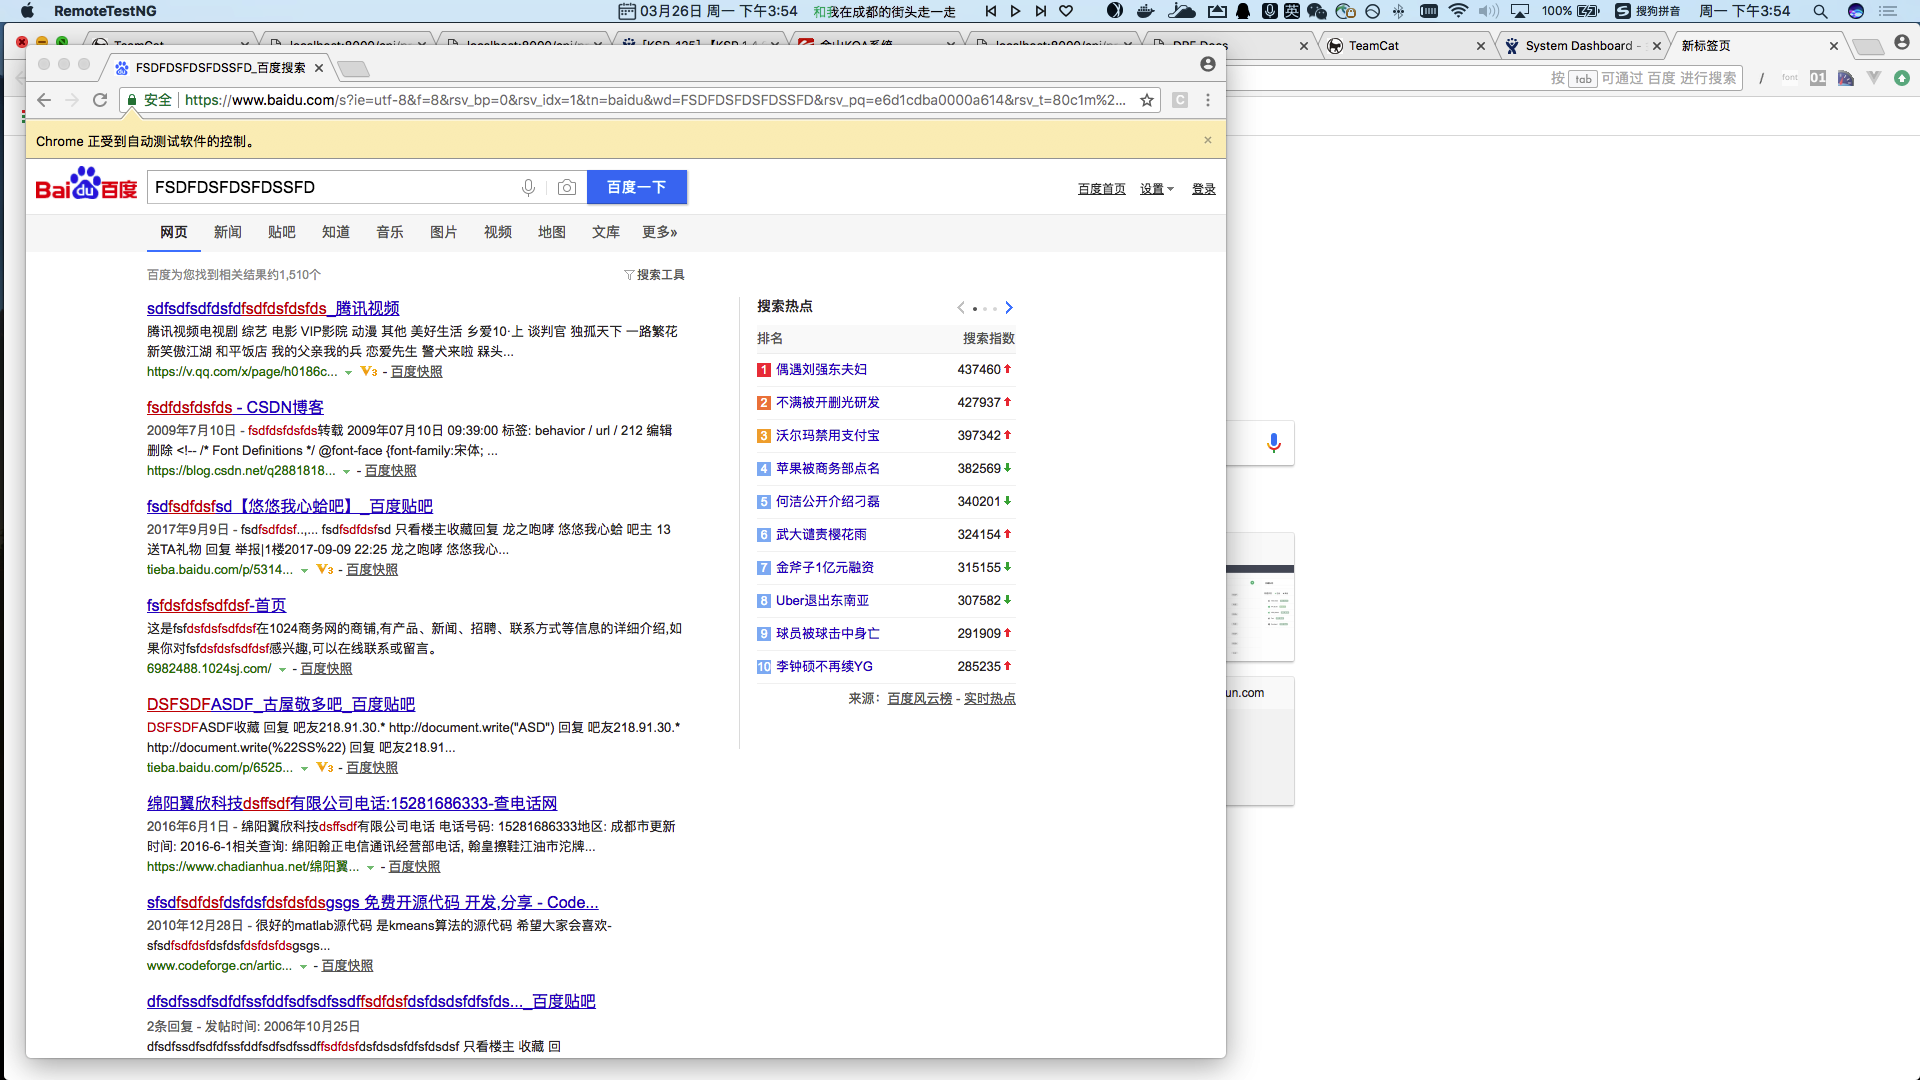 RemoteTestNG
03月26日 周一 下午3:54
和我在成都的街头走一走
英
100%
搜狗拼音
周一 下午3:54
TeamCat
TeamCat
System Dashboard -
新标签页
按 tab 可通过 百度 进行搜索
/
font
01
FSDFDSFDSFDSSFD_百度搜索
安全
https://www.baidu.com/s?ie=utf-8&f=8&rsv_bp=0&rsv_idx=1&tn=baidu&wd=FSDFDSFDSFDSSFD&rsv_pq=e6d1cdba0000a614&rsv_t=80c1m%2...
Chrome 正受到自动测试软件的控制。
Bai du 百度
FSDFDSFDSFDSSFD
百度一下
百度首页 设置 登录
网页 新闻 贴吧 知道 音乐 图片 视频 地图 文库 更多»
百度为您找到相关结果约1,510个
搜索工具
sdfsdfsdfdsfdfsdfdsfdsfds_腾讯视频
腾讯视频电视剧 综艺 电影 VIP影院 动漫 其他 美好生活 乡爱10·上 谈判官 独孤天下 一路繁花
新笑傲江湖 和平饭店 我的父亲我的兵 恋爱先生 警犬来啦 槑头...
https://v.qq.com/x/page/h0186c... V3 - 百度快照
fsdfdsfdsfds - CSDN博客
2009年7月10日 - fsdfdsfdsfds转载 2009年07月10日 09:39:00 标签: behavior / url / 212 编辑
删除 <!-- /* Font Definitions */ @font-face {font-family:宋体; ...
https://blog.csdn.net/q2881818... - 百度快照
fsdfsdfdsfsd【悠悠我心蛤吧】_百度贴吧
2017年9月9日 - fsdfsdfdsf..,... fsdfsdfdsfsd 只看楼主收藏回复 龙之咆哮 悠悠我心蛤 吧主 13
送TA礼物 回复 举报|1楼2017-09-09 22:25 龙之咆哮 悠悠我心...
tieba.baidu.com/p/5314... V3 - 百度快照
fsfdsfdsfsdfdsf-首页
这是fsfdsfdsfsdfdsf在1024商务网的商铺,有产品、新闻、招聘、联系方式等信息的详细介绍,如
果你对fsfdsfdsfsdfdsf感兴趣,可以在线联系或留言。
6982488.1024sj.com/ - 百度快照
DSFSDFASDF_古屋敬多吧_百度贴吧
DSFSDFASDF收藏 回复 吧友218.91.30.* http://document.write("ASD") 回复 吧友218.91.30.*
http://document.write(%22SS%22) 回复 吧友218.91...
tieba.baidu.com/p/6525... V3 - 百度快照
绵阳翼欣科技dsffsdf有限公司电话:15281686333-查电话网
2016年6月1日 - 绵阳翼欣科技dsffsdf有限公司电话 电话号码: 15281686333地区: 成都市更新
时间: 2016-6-1相关查询: 绵阳翰正电信通讯经营部电话, 翰皇擦鞋江油市沱牌...
https://www.chadianhua.net/绵阳翼... - 百度快照
sfsdfsdfdsfdsfdsfdsfdsfdsgsgs 免费开源代码 开发,分享 - Code...
2010年12月28日 - 很好的matlab源代码 是kmeans算法的源代码 希望大家会喜欢-
sfsdfsdfdsfdsfdsfdsfdsfdsgsgs...
www.codeforge.cn/artic... - 百度快照
dfsdfssdfsdfdfssfddfsdfsdfssdffsdfdsfdsfdsdsfdfsfds..._百度贴吧
2条回复 - 发帖时间: 2006年10月25日
dfsdfssdfsdfdfssfddfsdfsdfssdffsdfdsfdsfdsdsfdfsfdsdsf 只看楼主 收藏 回
搜索热点
排名 搜索指数
1 偶遇刘强东夫妇 437460
2 不满被开删光研发 427937
3 沃尔玛禁用支付宝 397342
4 苹果被商务部点名 382569
5 何洁公开介绍刁磊 340201
6 武大谴责樱花雨 324154
7 金斧子1亿元融资 315155
8 Uber退出东南亚 307582
9 球员被球击中身亡 291909
10 李钟硕不再续YG 285235
来源：百度风云榜 - 实时热点
un.com